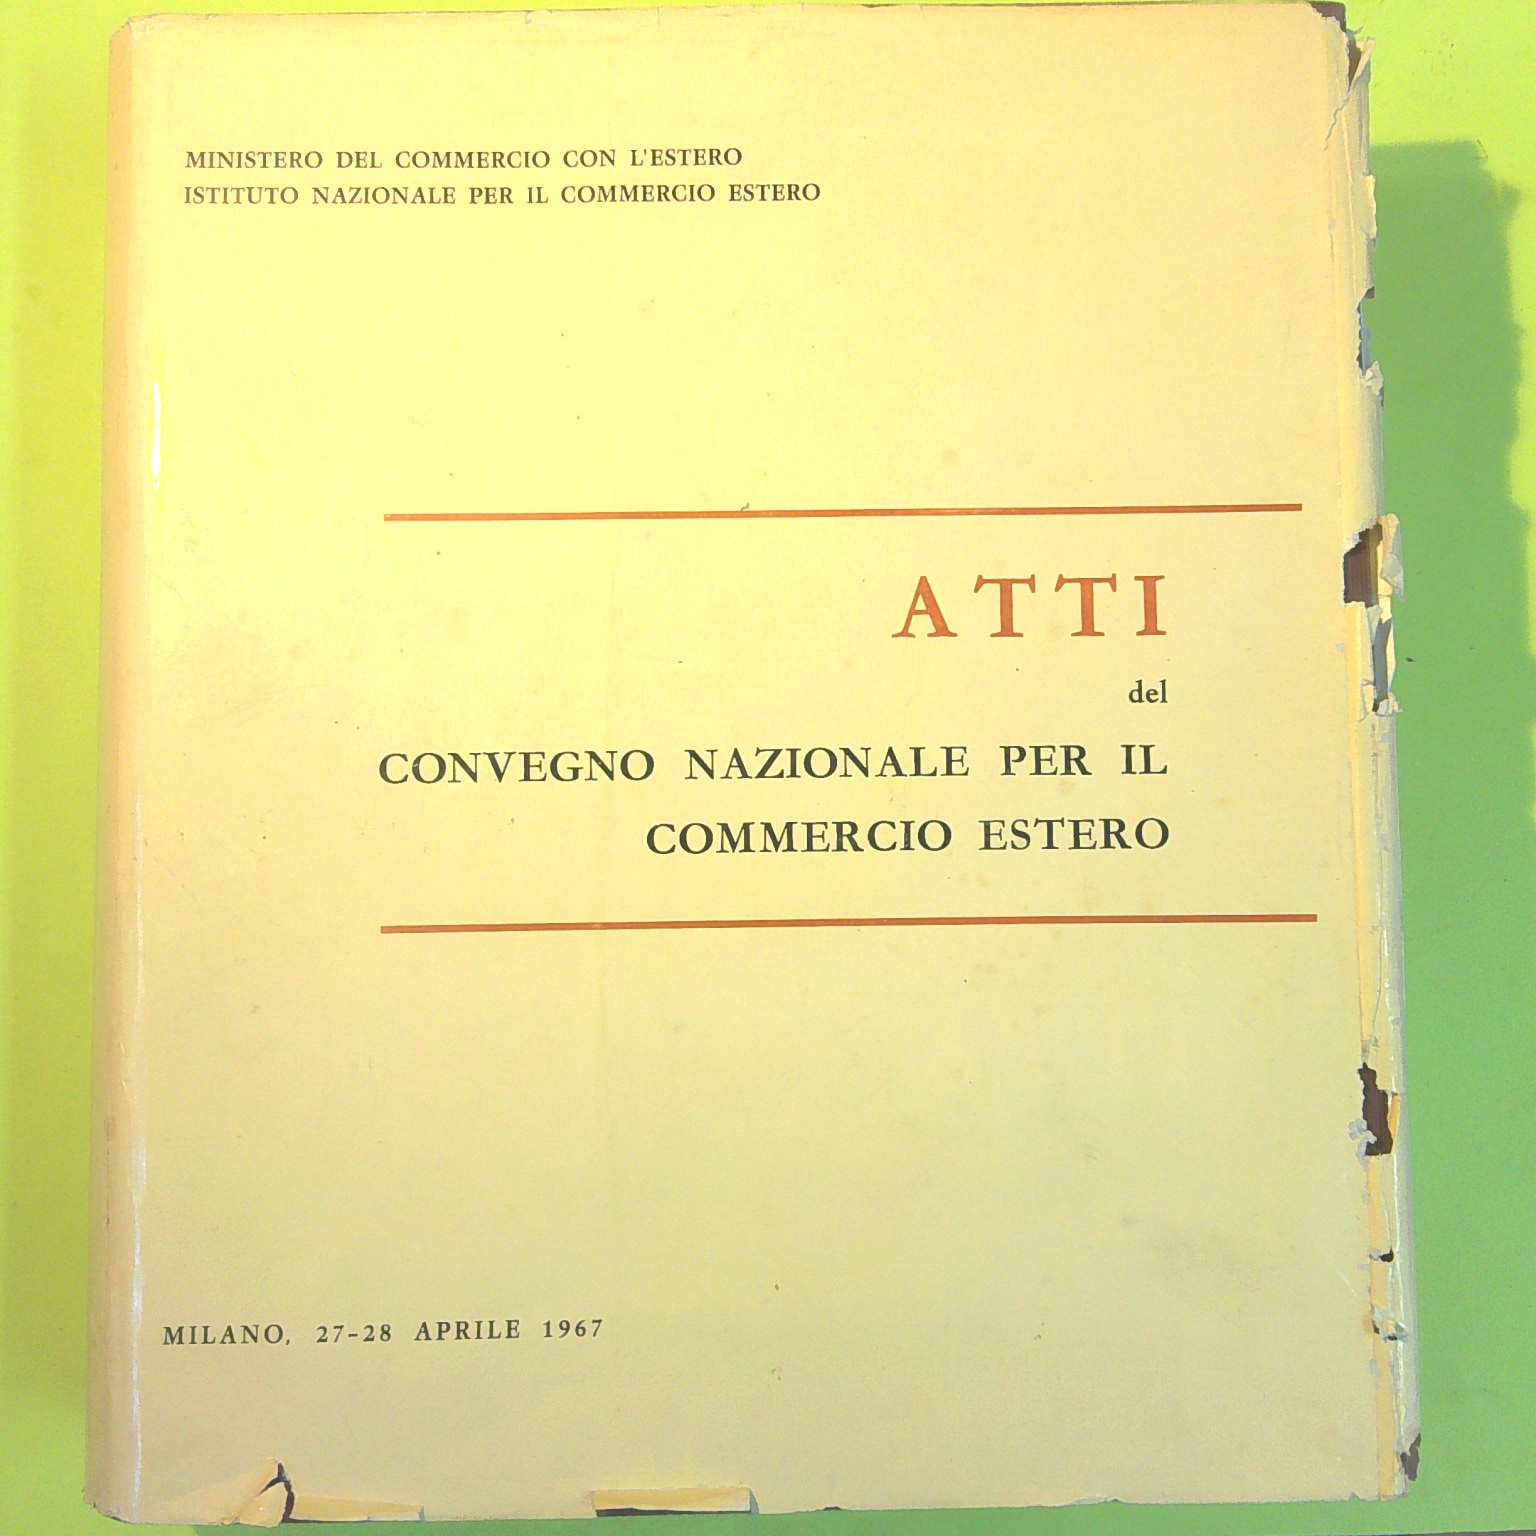 MINISTERO DEL COMMERCIO CON L'ESTERO
ISTITUTO NAZIONALE PER IL COMMERCIO ESTERO
ATTI
del
CONVEGNO NAZIONALE PER IL
COMMERCIO ESTERO
MILANO, 27-28 APRILE 1967